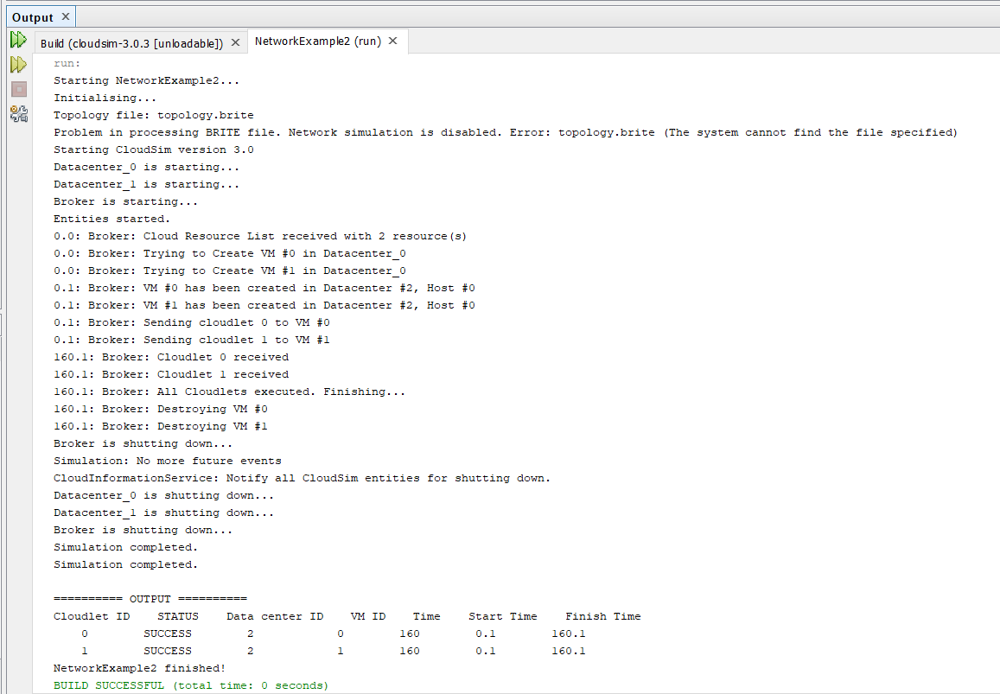 Output ×
Build (cloudsim-3.0.3 [unloadable]) × NetworkExample2 (run) ×
run:
Starting NetworkExample2...
Initialising...
Topology file: topology.brite
Problem in processing BRITE file. Network simulation is disabled. Error: topology.brite (The system cannot find the file specified)
Starting CloudSim version 3.0
Datacenter_0 is starting...
Datacenter_1 is starting...
Broker is starting...
Entities started.
0.0: Broker: Cloud Resource List received with 2 resource(s)
0.0: Broker: Trying to Create VM #0 in Datacenter_0
0.0: Broker: Trying to Create VM #1 in Datacenter_0
0.1: Broker: VM #0 has been created in Datacenter #2, Host #0
0.1: Broker: VM #1 has been created in Datacenter #2, Host #0
0.1: Broker: Sending cloudlet 0 to VM #0
0.1: Broker: Sending cloudlet 1 to VM #1
160.1: Broker: Cloudlet 0 received
160.1: Broker: Cloudlet 1 received
160.1: Broker: All Cloudlets executed. Finishing...
160.1: Broker: Destroying VM #0
160.1: Broker: Destroying VM #1
Broker is shutting down...
Simulation: No more future events
CloudInformationService: Notify all CloudSim entities for shutting down.
Datacenter_0 is shutting down...
Datacenter_1 is shutting down...
Broker is shutting down...
Simulation completed.
Simulation completed.
========== OUTPUT ==========
Cloudlet ID    STATUS    Data center ID    VM ID    Time    Start Time    Finish Time
0    SUCCESS    2    0    160    0.1    160.1
1    SUCCESS    2    1    160    0.1    160.1
NetworkExample2 finished!
BUILD SUCCESSFUL (total time: 0 seconds)